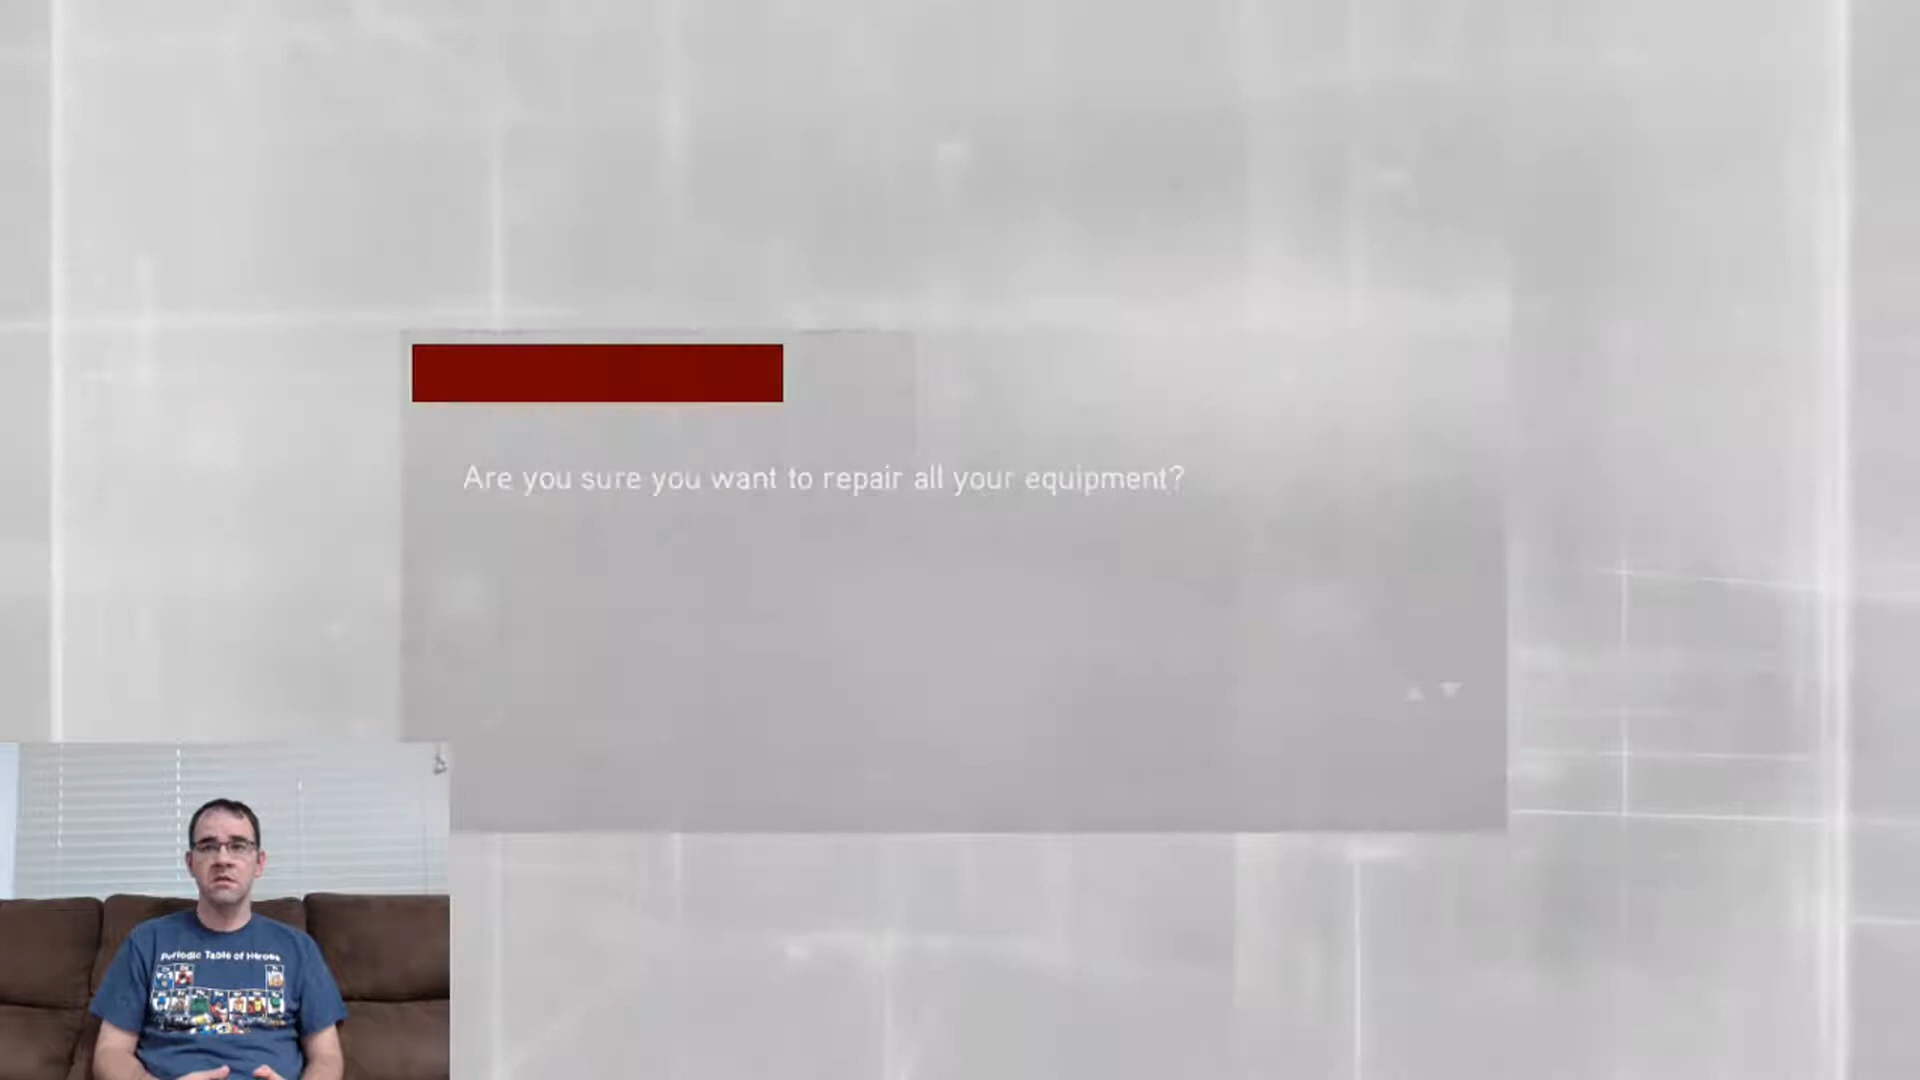 Are you sure you want to repair all your equipment?
Periodic Table of Heroes